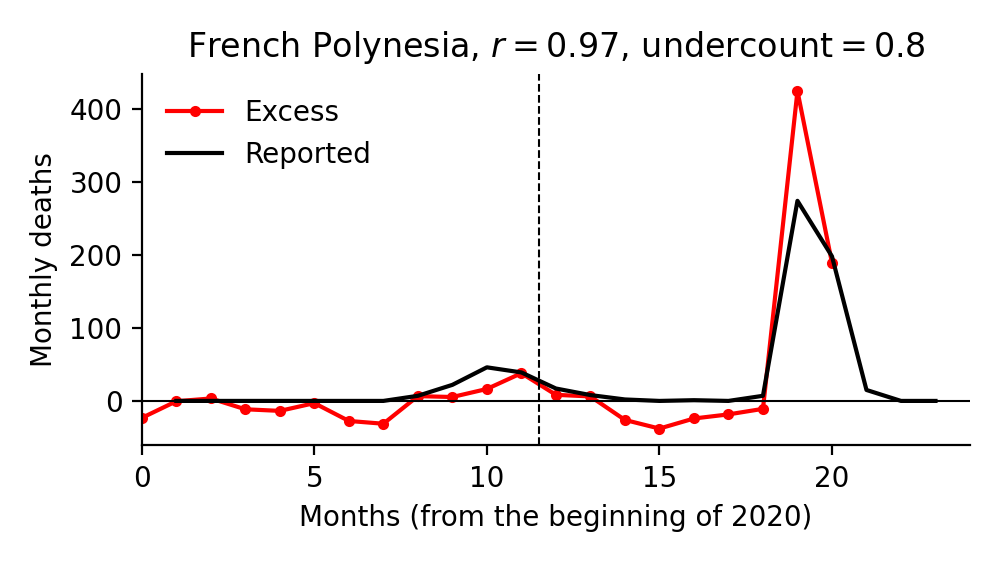 French Polynesia, r = 0.97, undercount = 0.8
Excess
Reported
Monthly deaths
400
300
200
100
0
0 5 10 15 20
Months (from the beginning of 2020)